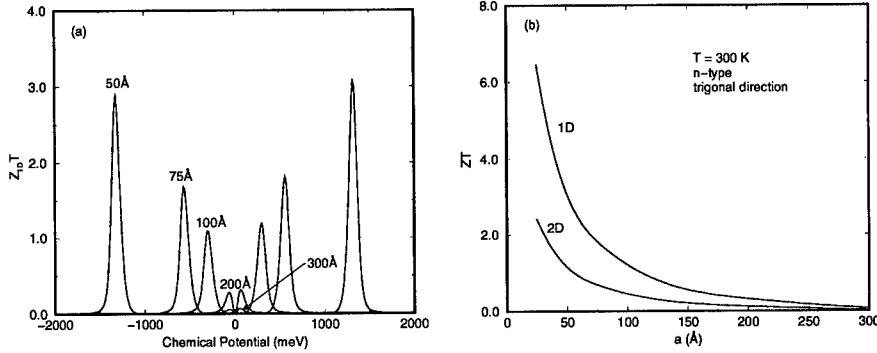 (a)
4.0
3.0
2.0
1.0
0.0
Z1DT
50Å
75Å
100Å
200Å
300Å
−2000
−1000
0
1000
2000
Chemical Potential (meV)
(b)
8.0
6.0
4.0
2.0
0.0
ZT
T = 300 K
n−type
trigonal direction
1D
2D
0
50
100
150
200
250
300
a (Å)